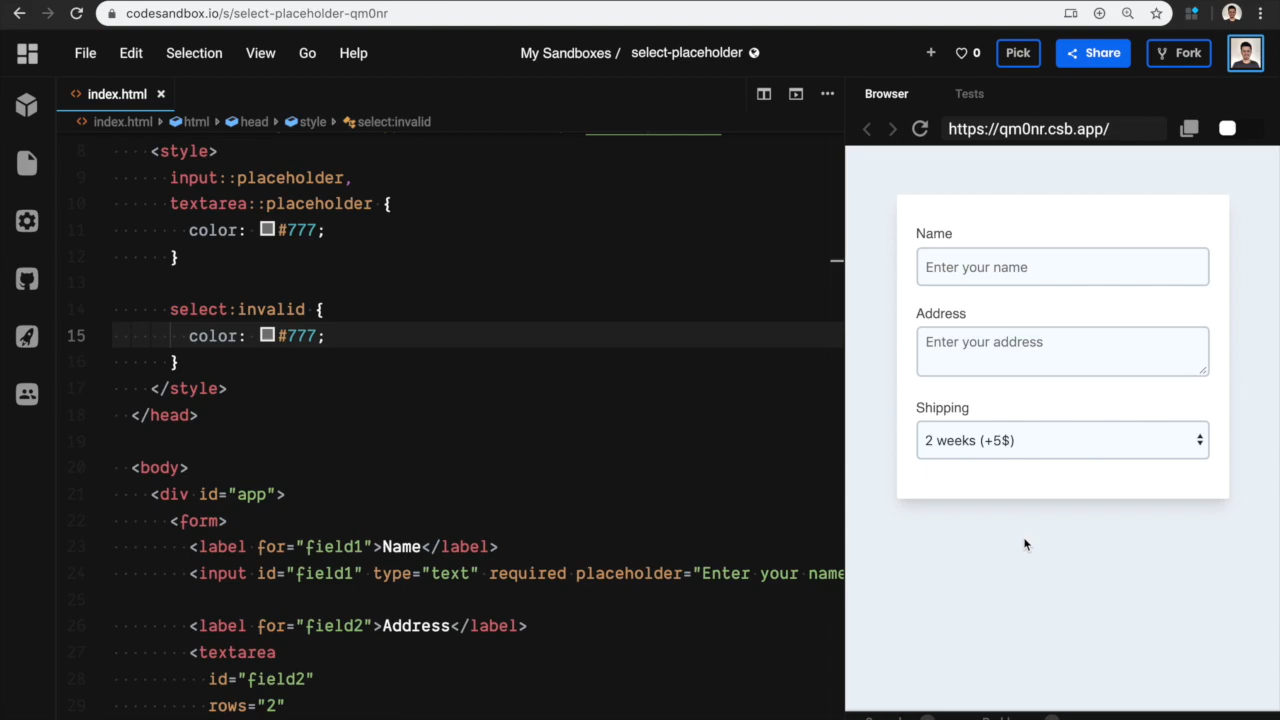 codesandbox.io/s/select-placeholder-qm0nr
File Edit Selection View Go Help
My Sandboxes / select-placeholder
+ 0 Pick Share Fork
<> index.html ×
Browser Tests
<> index.html > html > head > style > select:invalid
https://qm0nr.csb.app/
8 <style>
9 input::placeholder,
10 textarea::placeholder {
11 color: #777;
12 }
13
14 select:invalid {
15 color: #777;
16 }
17 </style>
18 </head>
19
20 <body>
21 <div id="app">
22 <form>
23 <label for="field1">Name</label>
24 <input id="field1" type="text" required placeholder="Enter your name
25
26 <label for="field2">Address</label>
27 <textarea
28 id="field2"
29 rows="2"
Name
Enter your name
Address
Enter your address
Shipping
2 weeks (+5$)